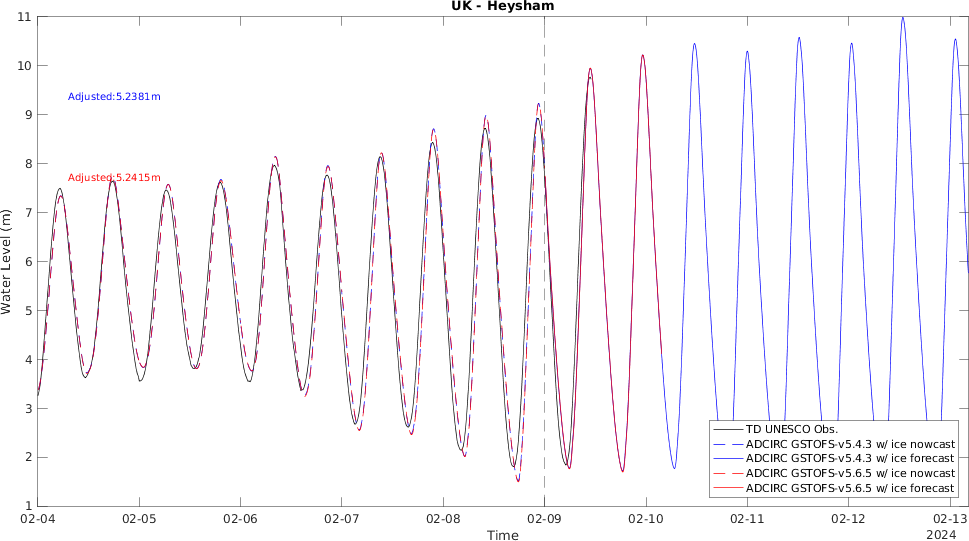 UK - Heysham
11
10
9
8
7
6
5
4
3
2
1
Water Level (m)
Adjusted:5.2381m
Adjusted:5.2415m
TD UNESCO Obs.
ADCIRC GSTOFS-v5.4.3 w/ ice nowcast
ADCIRC GSTOFS-v5.4.3 w/ ice forecast
ADCIRC GSTOFS-v5.6.5 w/ ice nowcast
ADCIRC GSTOFS-v5.6.5 w/ ice forecast
02-04 02-05 02-06 02-07 02-08 02-09 02-10 02-11 02-12 02-13
Time
2024